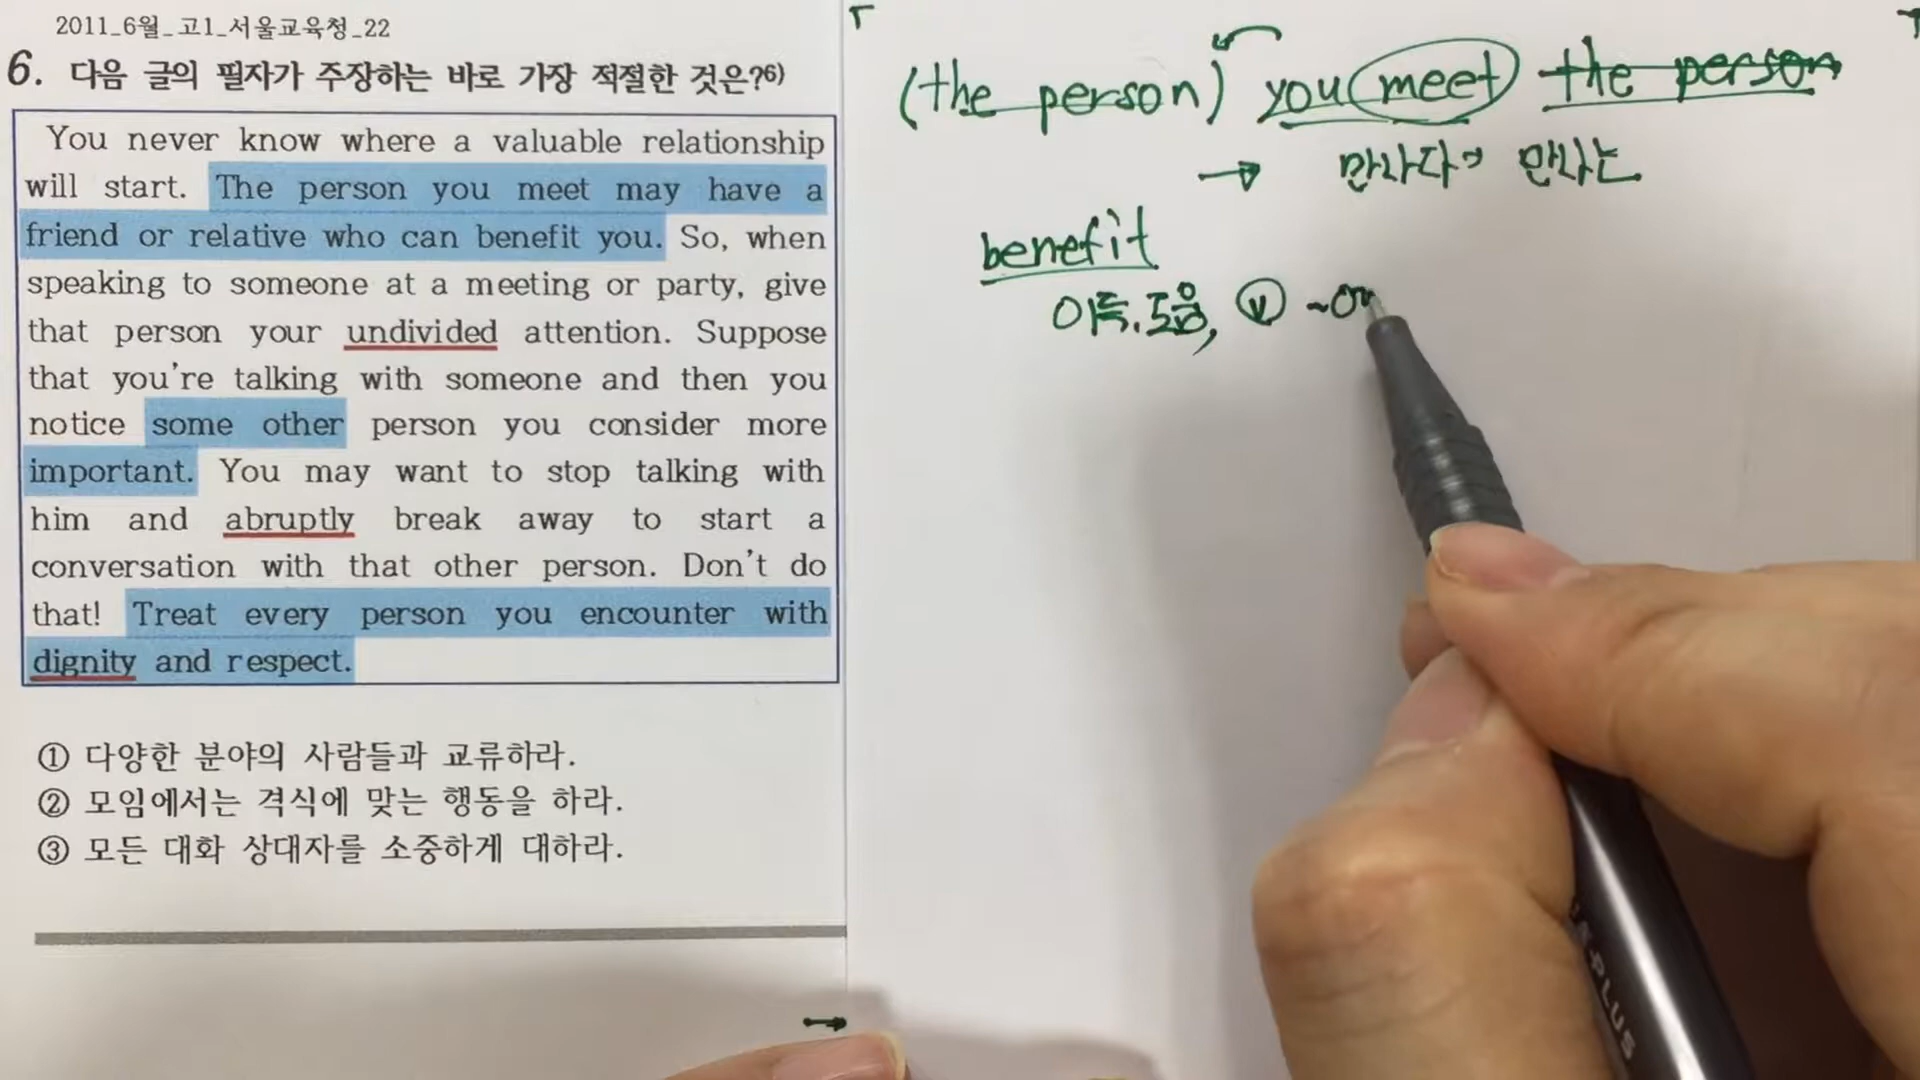 2011_6월_고1_서울교육청_22
6. 다음 글의 필자가 주장하는 바로 가장 적절한 것은?6)
You never know where a valuable relationship
will start. The person you meet may have a
friend or relative who can benefit you. So, when
speaking to someone at a meeting or party, give
that person your undivided attention. Suppose
that you're talking with someone and then you
notice some other person you consider more
important. You may want to stop talking with
him and abruptly break away to start a
conversation with that other person. Don't do
that! Treat every person you encounter with
dignity and respect.
① 다양한 분야의 사람들과 교류하라.
② 모임에서는 격식에 맞는 행동을 하라.
③ 모든 대화 상대자를 소중하게 대하라.
(the person) you meet the person
→ 만나다→ 만나는
benefit
이득.도움, ⓥ ~에
PLUS